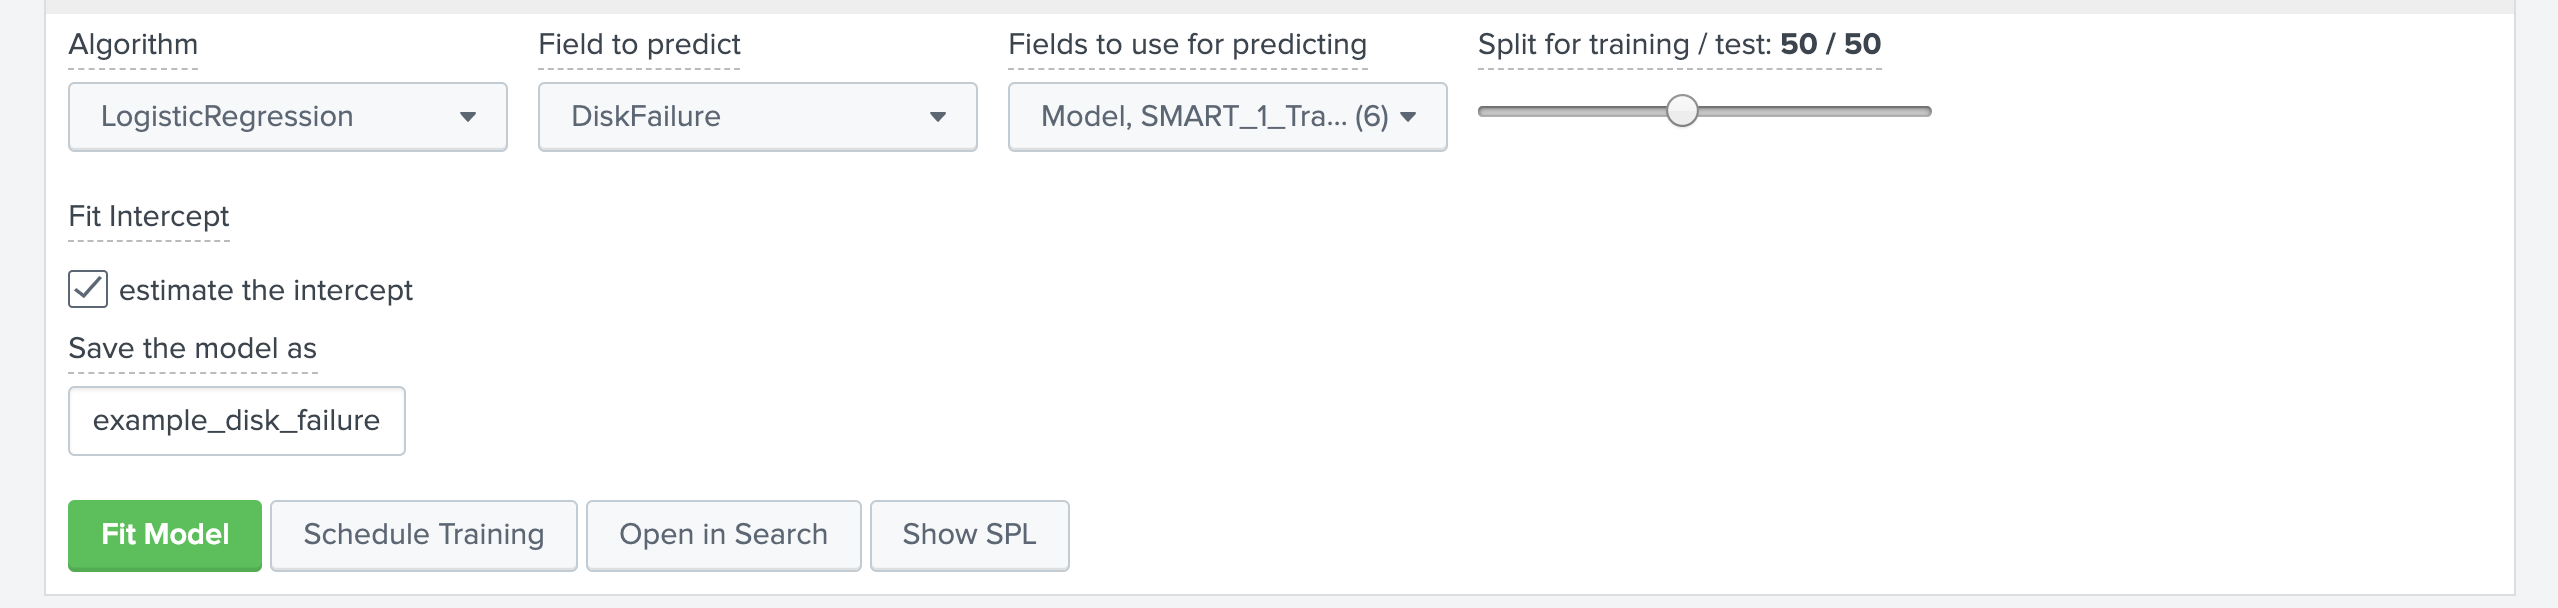 Algorithm
Field to predict
Fields to use for predicting
Split for training / test: 50 / 50
LogisticRegression
DiskFailure
Model, SMART_1_Tra... (6)
Fit Intercept
estimate the intercept
Save the model as
example_disk_failure
Fit Model
Schedule Training
Open in Search
Show SPL